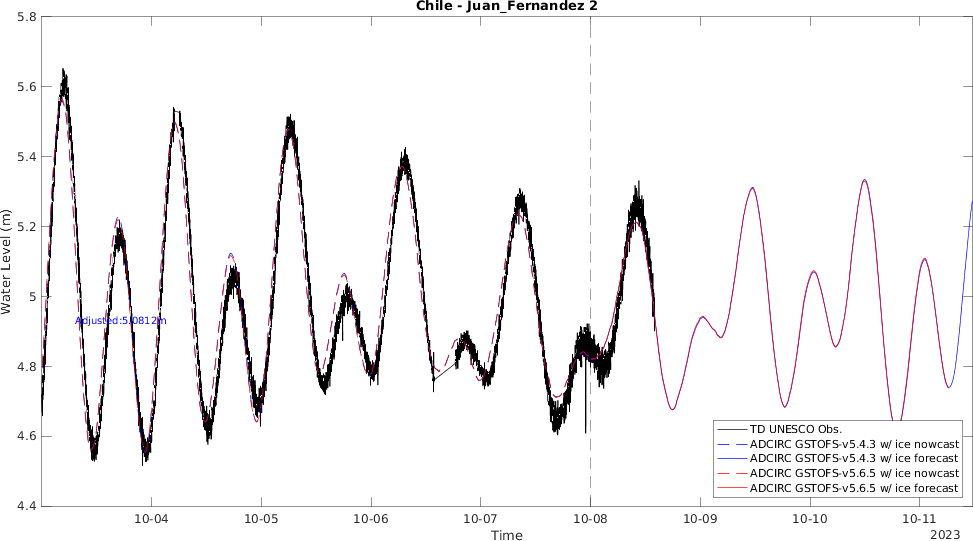 Chile - Juan_Fernandez 2
Water Level (m)
5.8
5.6
5.4
5.2
5
4.8
4.6
4.4
Adjusted:5.0812m
TD UNESCO Obs.
ADCIRC GSTOFS-v5.4.3 w/ ice nowcast
ADCIRC GSTOFS-v5.4.3 w/ ice forecast
ADCIRC GSTOFS-v5.6.5 w/ ice nowcast
ADCIRC GSTOFS-v5.6.5 w/ ice forecast
10-04 10-05 10-06 10-07 10-08 10-09 10-10 10-11
Time
2023